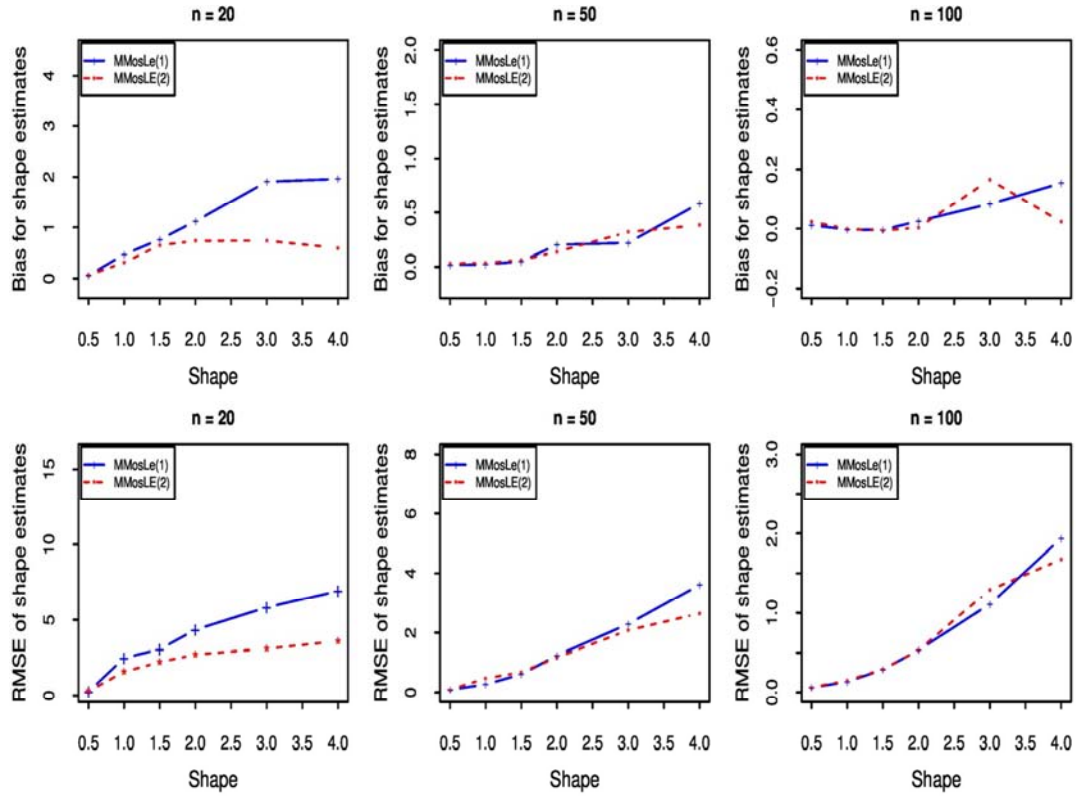 n = 20
MMosLe(1)
MMosLE(2)
Bias for shape estimates
0 1 2 3 4
0.5 1.0 1.5 2.0 2.5 3.0 3.5 4.0
Shape
n = 50
MMosLe(1)
MMosLE(2)
Bias for shape estimates
0.0 0.5 1.0 1.5 2.0
0.5 1.0 1.5 2.0 2.5 3.0 3.5 4.0
Shape
n = 100
MMosLe(1)
MMosLE(2)
Bias for shape estimates
−0.2 0.0 0.2 0.4 0.6
0.5 1.0 1.5 2.0 2.5 3.0 3.5 4.0
Shape
n = 20
MMosLe(1)
MMosLE(2)
RMSE of shape estimates
0 5 10 15
0.5 1.0 1.5 2.0 2.5 3.0 3.5 4.0
Shape
n = 50
MMosLe(1)
MMosLE(2)
RMSE of shape estimates
0 2 4 6 8
0.5 1.0 1.5 2.0 2.5 3.0 3.5 4.0
Shape
n = 100
MMosLe(1)
MMosLE(2)
RMSE of shape estimates
0.0 1.0 2.0 3.0
0.5 1.0 1.5 2.0 2.5 3.0 3.5 4.0
Shape